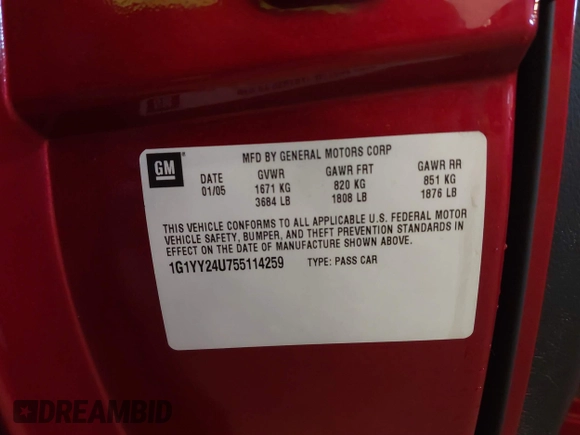 GM
MFD BY GENERAL MOTORS CORP
DATE GVWR GAWR FRT GAWR RR
01/05 1671 KG 820 KG 851 KG
3684 LB 1808 LB 1876 LB
THIS VEHICLE CONFORMS TO ALL APPLICABLE U.S. FEDERAL MOTOR
VEHICLE SAFETY, BUMPER, AND THEFT PREVENTION STANDARDS IN
EFFECT ON THE DATE OF MANUFACTURE SHOWN ABOVE.
1G1YY24U755114259 TYPE: PASS CAR
DREAMBID